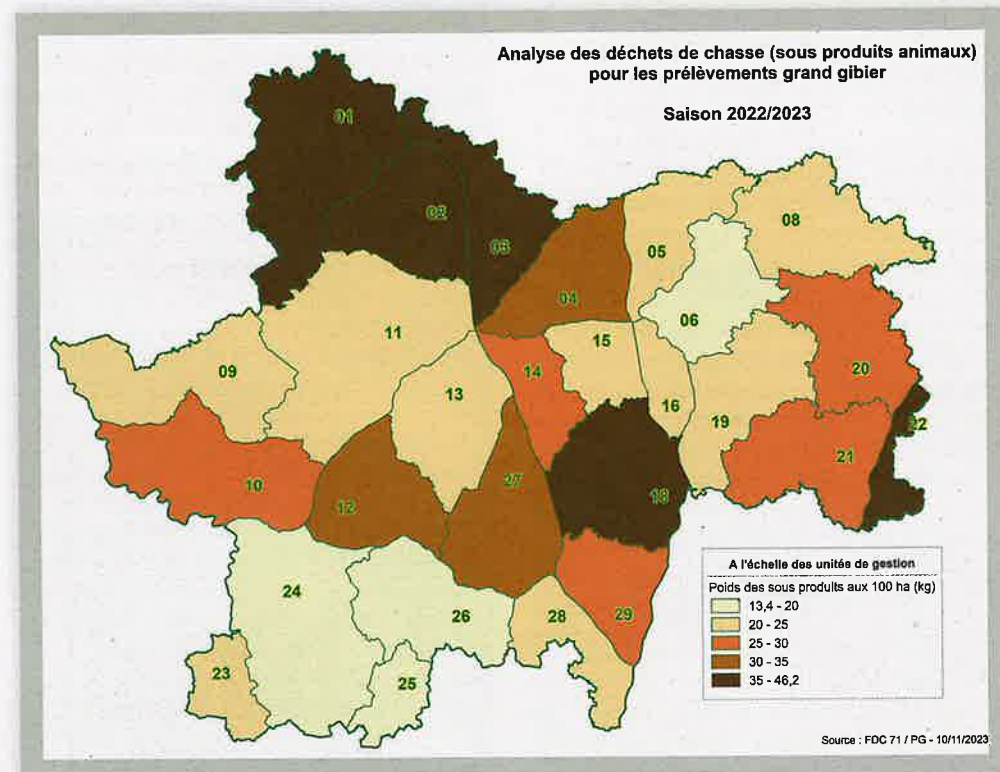 Analyse des déchets de chasse (sous produits animaux)
pour les prélèvements grand gibier
Saison 2022/2023
01
02
03
04
05
08
06
11
15
09
14
13
20
16
19
22
21
10
12
27
18
24
26
28
29
23
25
A l'échelle des unités de gestion
Poids des sous produits aux 100 ha (kg)
13,4 - 20
20 - 25
25 - 30
30 - 35
35 - 46,2
Source : FDC 71 / PG - 10/11/2023